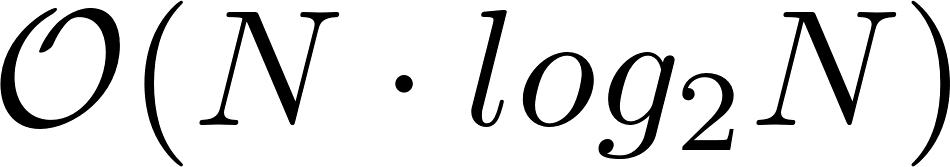 𝒪(N · log₂N)